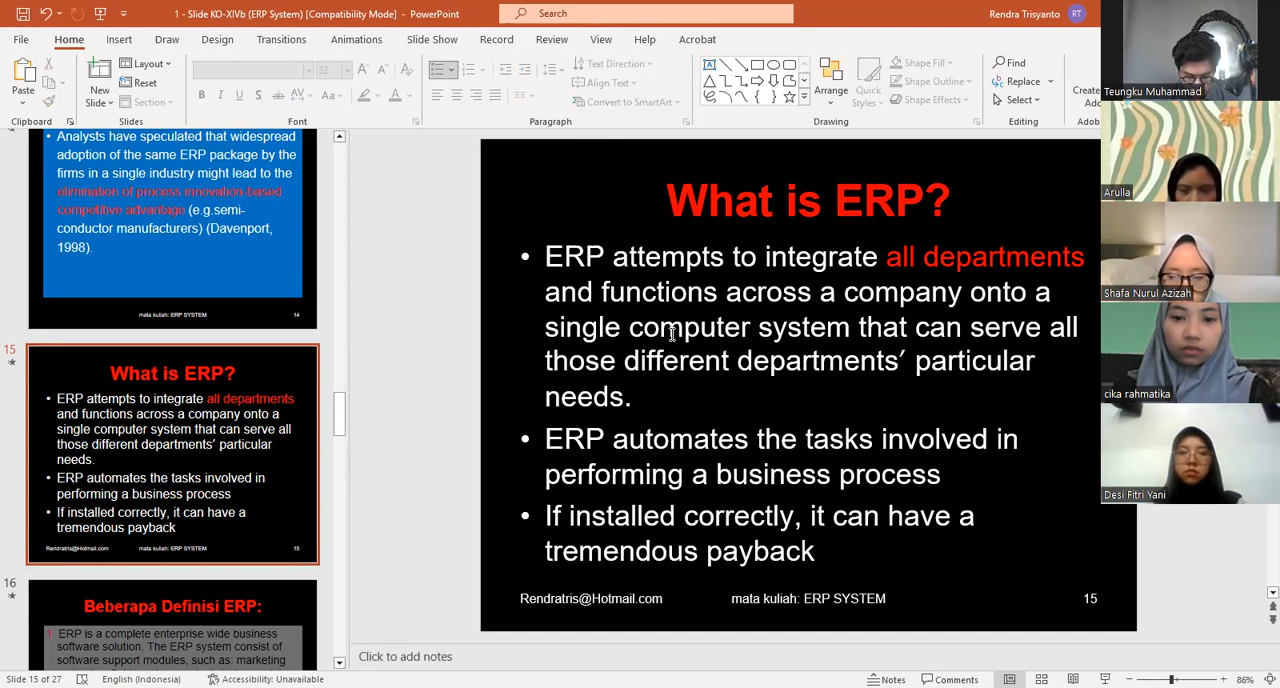 1 - Slide KO-XIVb (ERP System) [Compatibility Mode] - PowerPoint
Search
Rendra Trisyanto
RT
File Home Insert Draw Design Transitions Animations Slide Show Record Review View Help Acrobat
Paste
New
Slide
Layout
Reset
Section
32
Aa
B I U S ab AV Aa A
Text Direction
Align Text
Convert to SmartArt
Arrange
Quick
Styles
Shape Fill
Shape Outline
Shape Effects
Find
Replace
Select
Create
Adob
Clipboard Slides Font Paragraph Drawing Editing
Analysts have speculated that widespread
adoption of the same ERP package by the
firms in a single industry might lead to the
elimination of process innovation-based
competitive advantage (e.g.semi-
conductor manufacturers) (Davenport,
1998).
mata kuliah: ERP SYSTEM 14
15
What is ERP?
• ERP attempts to integrate all departments
and functions across a company onto a
single computer system that can serve all
those different departments′ particular
needs.
• ERP automates the tasks involved in
performing a business process
• If installed correctly, it can have a
tremendous payback
Rendratris@Hotmail.com mata kuliah: ERP SYSTEM 15
16
Beberapa Definisi ERP:
1 ERP is a complete enterprise wide business
software solution. The ERP system consist of
software support modules, such as: marketing
What is ERP?
• ERP attempts to integrate all departments
and functions across a company onto a
single computer system that can serve all
those different departments′ particular
needs.
• ERP automates the tasks involved in
performing a business process
• If installed correctly, it can have a
tremendous payback
Rendratris@Hotmail.com mata kuliah: ERP SYSTEM 15
Click to add notes
Teungku Muhammad
Arulla
Shafa Nurul Azizah
cika rahmatika
Desi Fitri Yani
Slide 15 of 27 English (Indonesia) Accessibility: Unavailable Notes Comments 86%